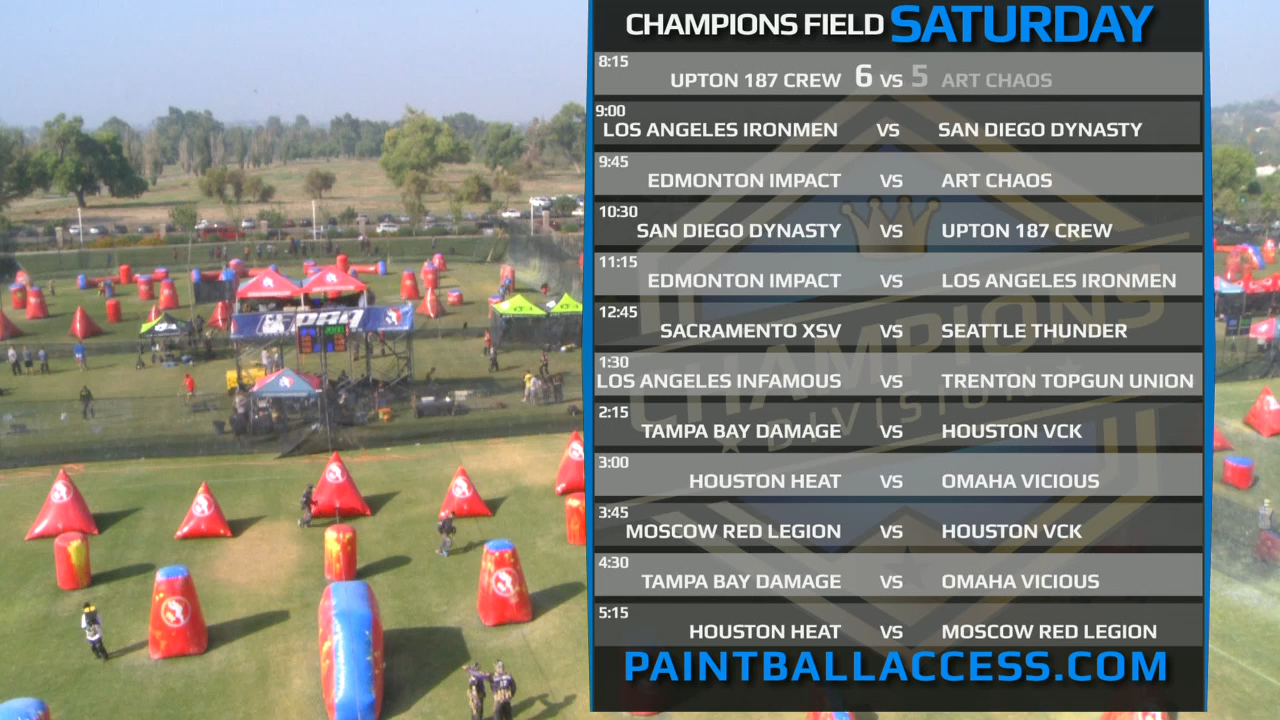 CHAMPIONS FIELD SATURDAY
8:15
UPTON 187 CREW 6 VS 5 ART CHAOS
9:00
LOS ANGELES IRONMEN VS SAN DIEGO DYNASTY
9:45
EDMONTON IMPACT VS ART CHAOS
10:30
SAN DIEGO DYNASTY VS UPTON 187 CREW
11:15
EDMONTON IMPACT VS LOS ANGELES IRONMEN
12:45
SACRAMENTO XSV VS SEATTLE THUNDER
1:30
LOS ANGELES INFAMOUS VS TRENTON TOPGUN UNION
2:15
TAMPA BAY DAMAGE VS HOUSTON VCK
3:00
HOUSTON HEAT VS OMAHA VICIOUS
3:45
MOSCOW RED LEGION VS HOUSTON VCK
4:30
TAMPA BAY DAMAGE VS OMAHA VICIOUS
5:15
HOUSTON HEAT VS MOSCOW RED LEGION
CHAMPIONS
DIVISION
PAINTBALLACCESS.COM